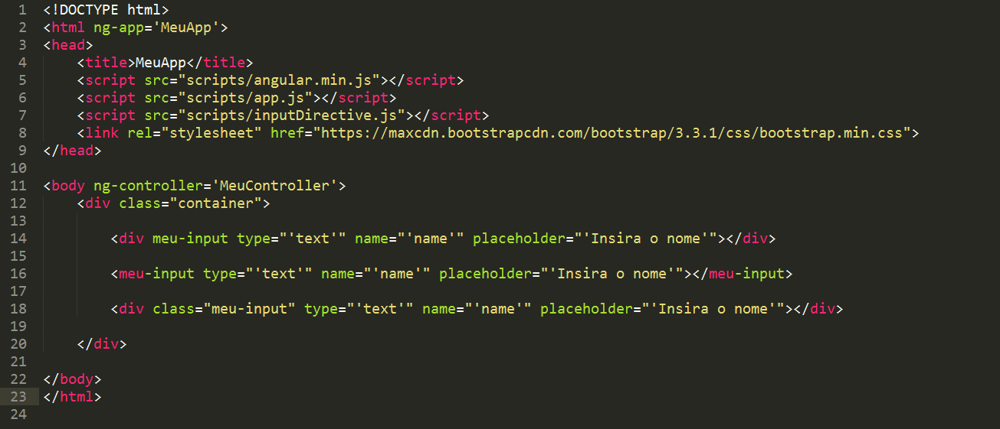 1 <!DOCTYPE html>
2 <html ng-app='MeuApp'>
3 <head>
4     <title>MeuApp</title>
5     <script src="scripts/angular.min.js"></script>
6     <script src="scripts/app.js"></script>
7     <script src="scripts/inputDirective.js"></script>
8     <link rel="stylesheet" href="https://maxcdn.bootstrapcdn.com/bootstrap/3.3.1/css/bootstrap.min.css">
9 </head>
10
11 <body ng-controller='MeuController'>
12     <div class="container">
13
14         <div meu-input type="'text'" name="'name'" placeholder="'Insira o nome'"></div>
15
16         <meu-input type="'text'" name="'name'" placeholder="'Insira o nome'"></meu-input>
17
18         <div class="meu-input" type="'text'" name="'name'" placeholder="'Insira o nome'"></div>
19
20     </div>
21
22 </body>
23 </html>
24